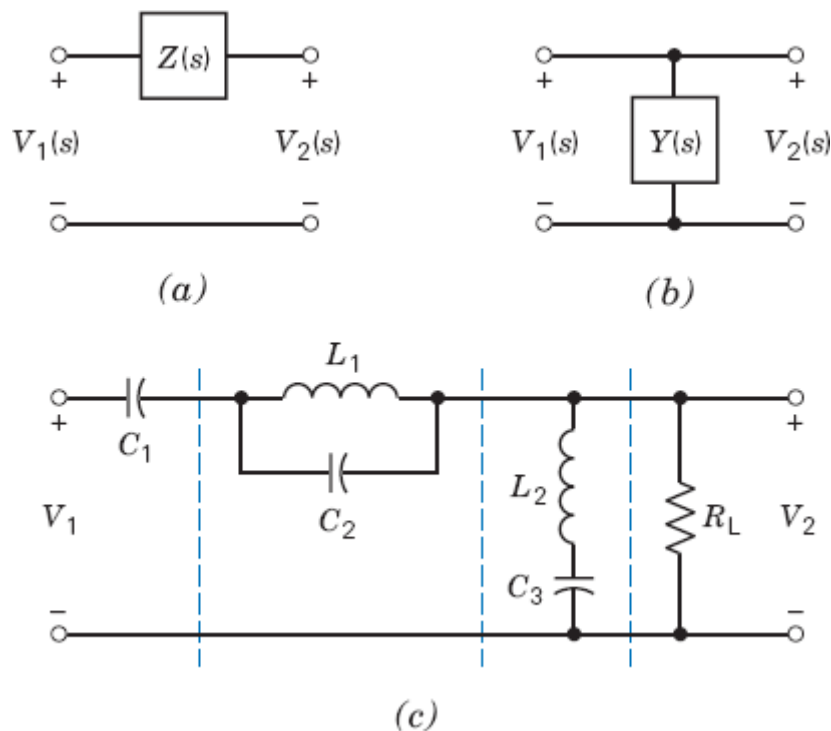 Z(s)
+ +
V1(s) V2(s)
− −
(a)
Y(s)
+ +
V1(s) V2(s)
− −
(b)
L1
+ +
C1
C2
L2
C3
RL
V1 V2
− −
(c)